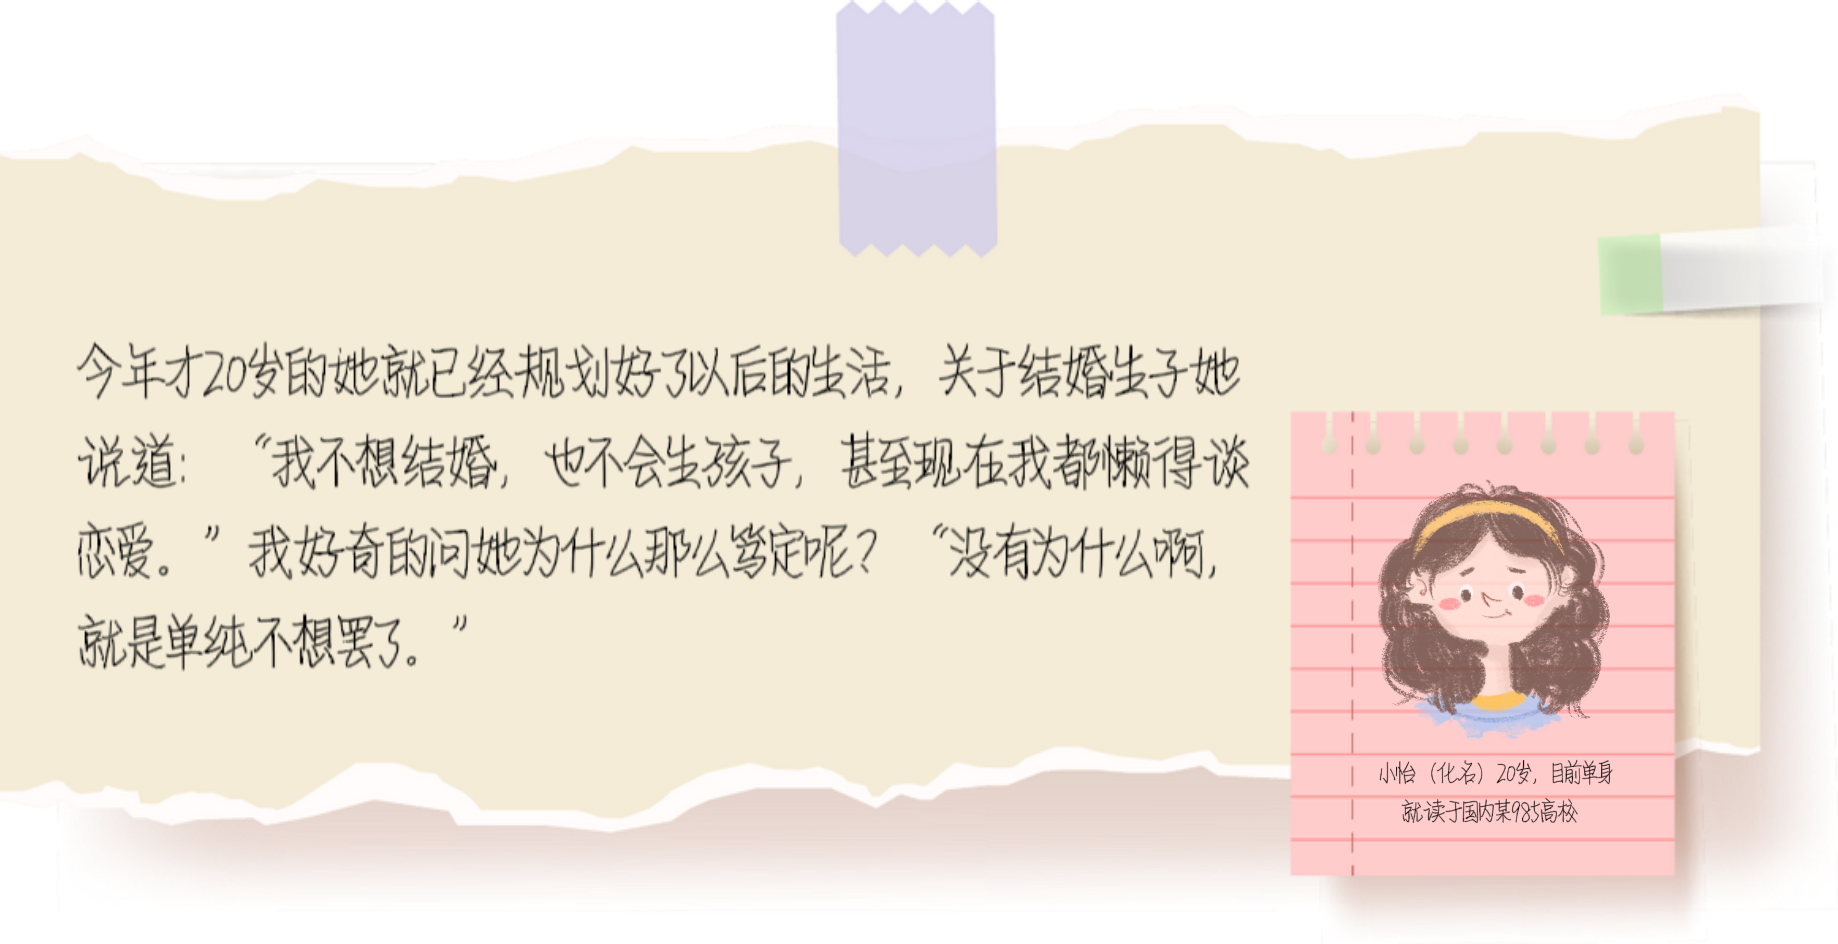 今年才20岁的她就已经规划好了以后的生活，关于结婚生子她
说道：“我不想结婚，也不会生孩子，甚至现在我都懒得谈
恋爱。”我好奇的问她为什么那么笃定呢？“没有为什么啊，
就是单纯不想罢了。”
小怡（化名）20岁，目前单身
就读于国内某985高校